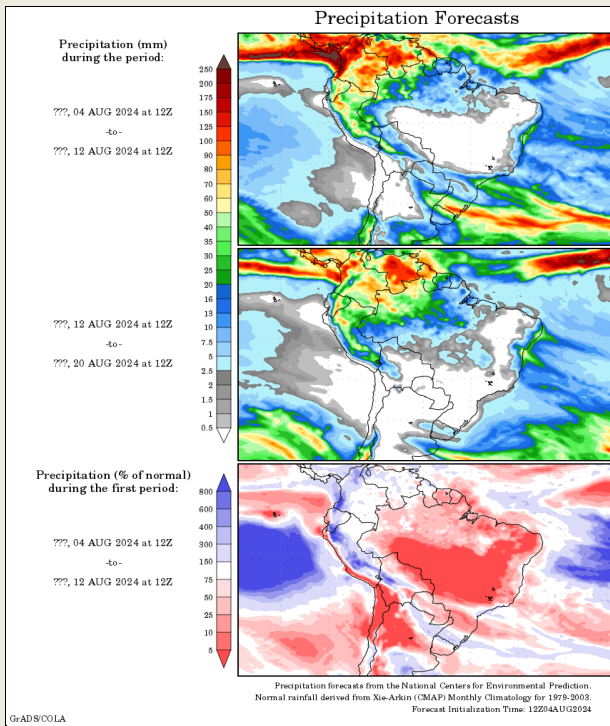 Precipitation Forecasts
Precipitation (mm)
during the period:
???, 04 AUG 2024 at 12Z
-to-
???, 12 AUG 2024 at 12Z
250
200
175
150
125
100
90
80
70
60
50
40
35
30
25
20
16
13
10
7.5
5
2.5
2
1.5
1
0.5
???, 12 AUG 2024 at 12Z
-to-
???, 20 AUG 2024 at 12Z
Precipitation (% of normal)
during the first period:
???, 04 AUG 2024 at 12Z
-to-
???, 12 AUG 2024 at 12Z
800
600
400
300
150
75
50
25
10
5
Precipitation forecasts from the National Centers for Environmental Prediction.
Normal rainfall derived from Xie-Arkin (CMAP) Monthly Climatology for 1979-2003.
Forecast Initialization Time: 12Z04AUG2024
GrADS/COLA